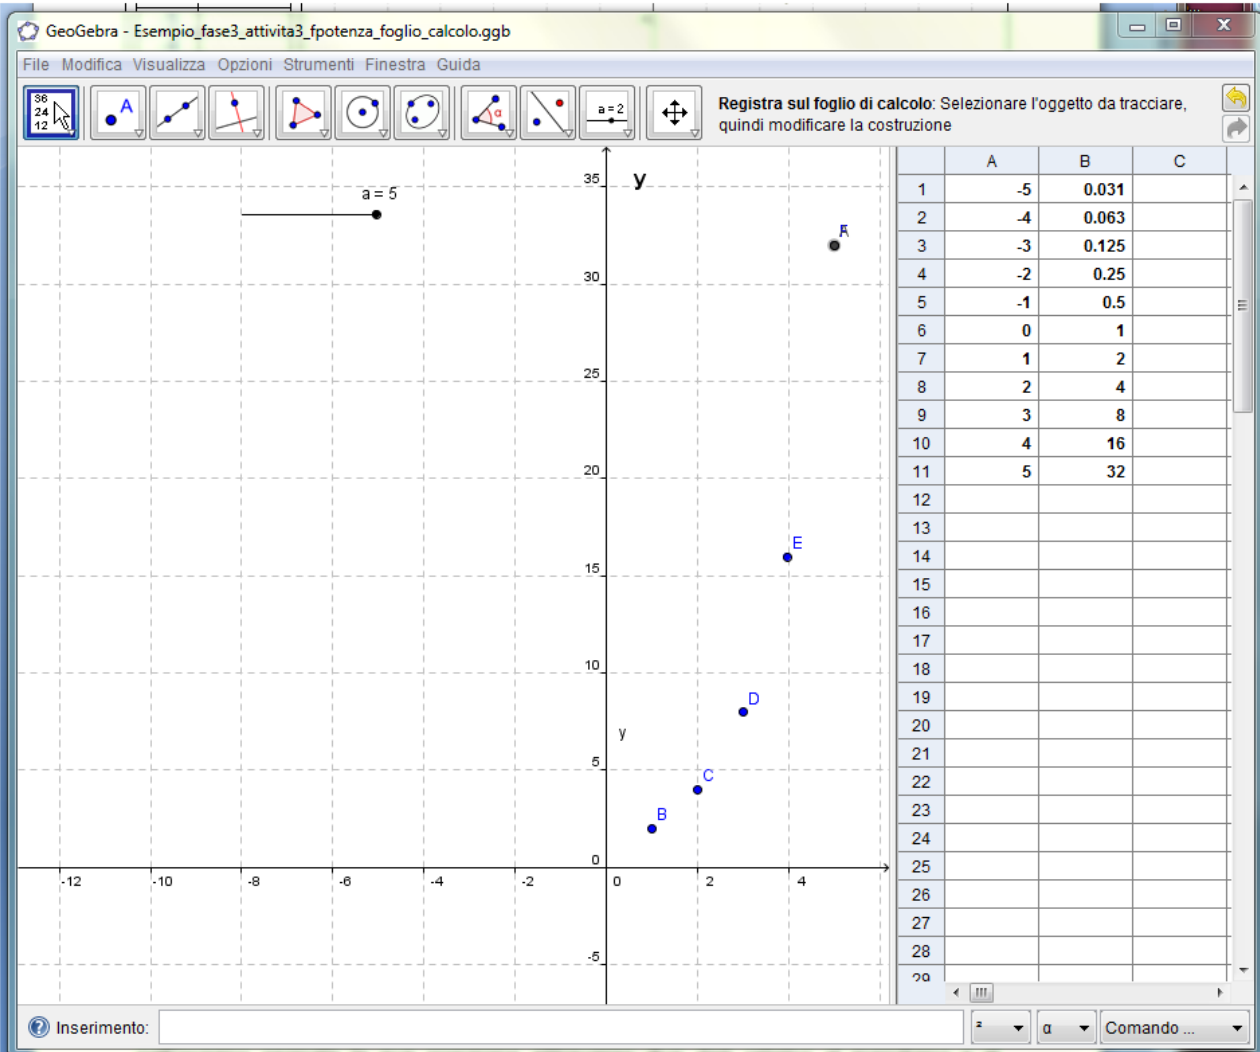 GeoGebra - Esempio_fase3_attivita3_fpotenza_foglio_calcolo.ggb
File Modifica Visualizza Opzioni Strumenti Finestra Guida
36
24
12
A
α
a = 2
Registra sul foglio di calcolo: Selezionare l'oggetto da tracciare,
quindi modificare la costruzione
a = 5
y
35
30
25
20
15
10
5
0
-5
-12 -10 -8 -6 -4 -2 0 2 4
E
D
y
C
B
A B C
1 -5 0.031
2 -4 0.063
3 -3 0.125
4 -2 0.25
5 -1 0.5
6 0 1
7 1 2
8 2 4
9 3 8
10 4 16
11 5 32
12
13
14
15
16
17
18
19
20
21
22
23
24
25
26
27
28
29
Inserimento: ² α Comando ...